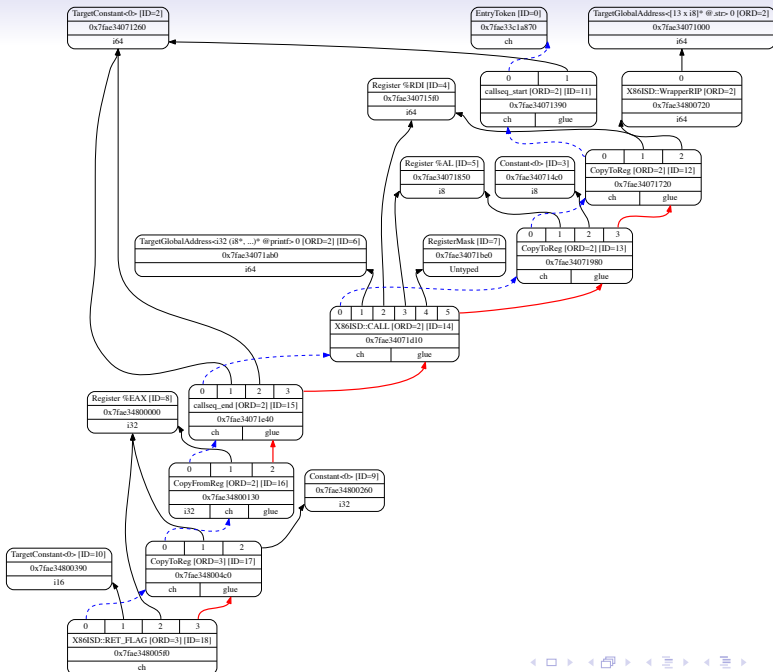 TargetConstant<0> [ID=2]
0x7fae34071260
i64
EntryToken [ID=0]
0x7fae33c1a870
ch
TargetGlobalAddress<[13 x i8]* @.str> 0 [ORD=2]
0x7fae34071000
i64
Register %RDI [ID=4]
0x7fae340715f0
i64
0 1
callseq_start [ORD=2] [ID=11]
0x7fae34071390
ch glue
0
X86ISD::WrapperRIP [ORD=2]
0x7fae34800720
i64
Register %AL [ID=5]
0x7fae34071850
i8
Constant<0> [ID=3]
0x7fae340714c0
i8
0 1 2
CopyToReg [ORD=2] [ID=12]
0x7fae34071720
ch glue
TargetGlobalAddress<i32 (i8*, ...)* @printf> 0 [ORD=2] [ID=6]
0x7fae34071ab0
i64
RegisterMask [ID=7]
0x7fae34071be0
Untyped
0 1 2 3
CopyToReg [ORD=2] [ID=13]
0x7fae34071980
ch glue
0 1 2 3 4 5
X86ISD::CALL [ORD=2] [ID=14]
0x7fae34071d10
ch glue
Register %EAX [ID=8]
0x7fae34800000
i32
0 1 2 3
callseq_end [ORD=2] [ID=15]
0x7fae34071e40
ch glue
0 1 2
CopyFromReg [ORD=2] [ID=16]
0x7fae34800130
i32 ch glue
Constant<0> [ID=9]
0x7fae34800260
i32
TargetConstant<0> [ID=10]
0x7fae34800390
i16
0 1 2
CopyToReg [ORD=3] [ID=17]
0x7fae348004c0
ch glue
0 1 2 3
X86ISD::RET_FLAG [ORD=3] [ID=18]
0x7fae348005f0
ch